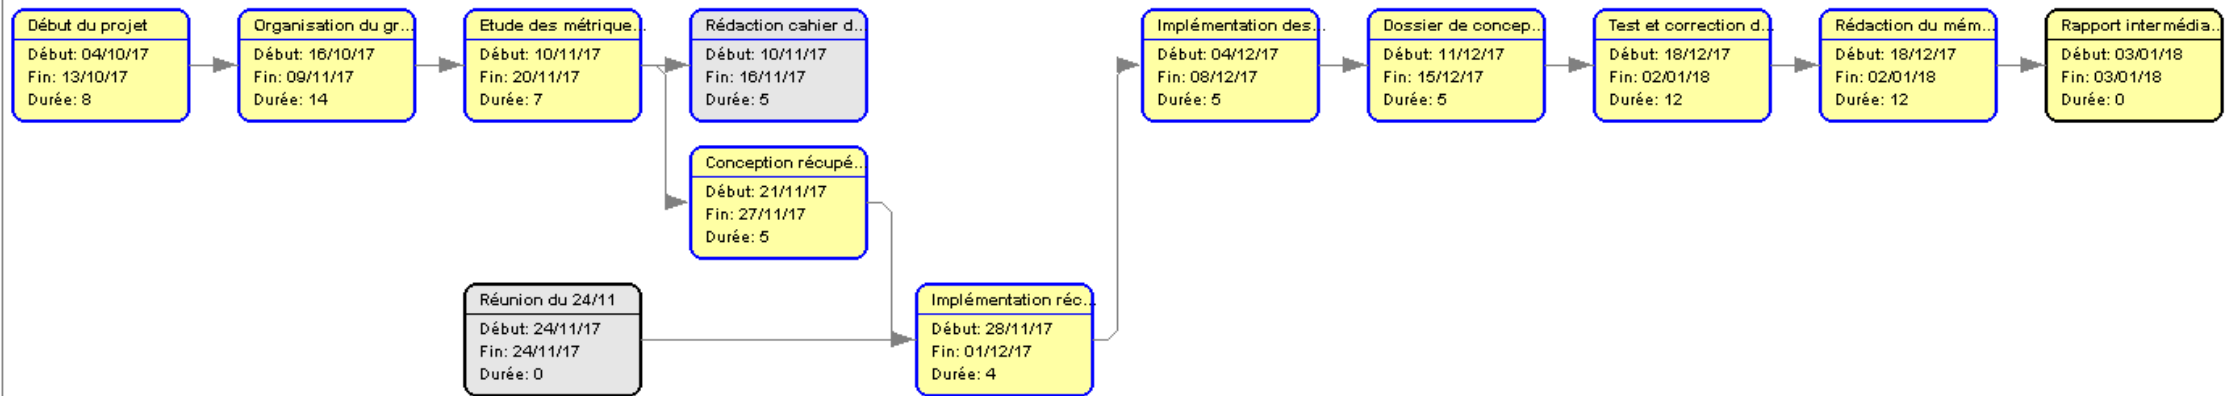 Début du projet
Début: 04/10/17
Fin: 13/10/17
Durée: 8
Organisation du gr...
Début: 16/10/17
Fin: 09/11/17
Durée: 14
Etude des métrique...
Début: 10/11/17
Fin: 20/11/17
Durée: 7
Rédaction cahier d...
Début: 10/11/17
Fin: 16/11/17
Durée: 5
Conception récupé...
Début: 21/11/17
Fin: 27/11/17
Durée: 5
Réunion du 24/11
Début: 24/11/17
Fin: 24/11/17
Durée: 0
Implémentation réc...
Début: 28/11/17
Fin: 01/12/17
Durée: 4
Implémentation des...
Début: 04/12/17
Fin: 08/12/17
Durée: 5
Dossier de concep...
Début: 11/12/17
Fin: 15/12/17
Durée: 5
Test et correction d...
Début: 18/12/17
Fin: 02/01/18
Durée: 12
Rédaction du mém...
Début: 18/12/17
Fin: 02/01/18
Durée: 12
Rapport intermédia...
Début: 03/01/18
Fin: 03/01/18
Durée: 0